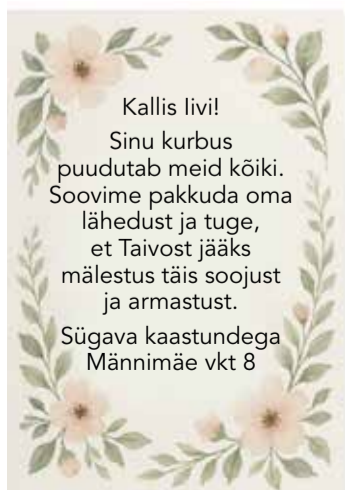 Kallis Iivi!
Sinu kurbus
puudutab meid kõiki.
Soovime pakkuda oma
lähedust ja tuge,
et Taivost jääks
mälestus täis soojust
ja armastust.
Sügava kaastundega
Männimäe vkt 8